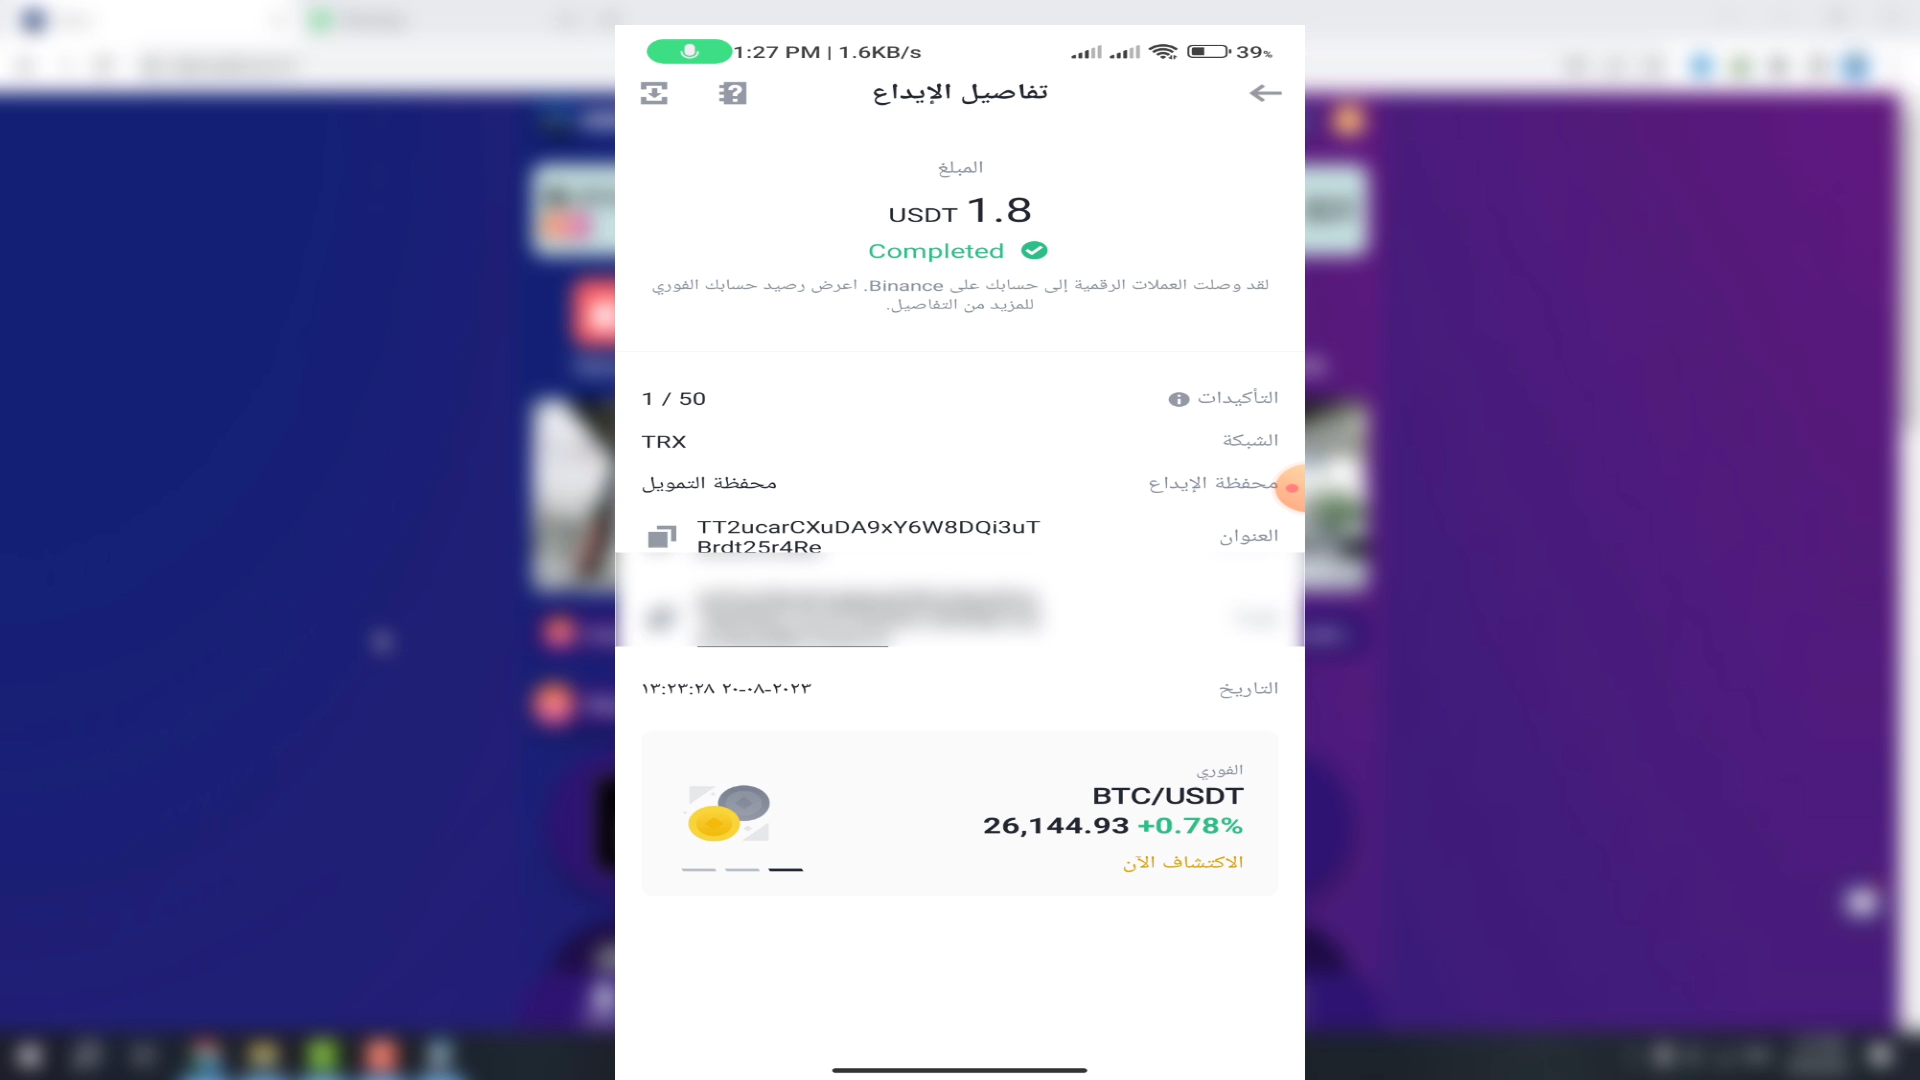 1:27 PM | 1.6KB/s
39%
تفاصيل الإيداع
المبلغ
USDT 1.8
Completed
لقد وصلت العملات الرقمية إلى حسابك على Binance. اعرض رصيد حسابك الفوري
للمزيد من التفاصيل.
التأكيدات 1 / 50
الشبكة TRX
محفظة الإيداع محفظة التمويل
العنوان TT2ucarCXuDA9xY6W8DQi3uT
Brdt25r4Re
التاريخ ٢٠٢٣-٠٨-٢٠ ١٣:٢٣:٢٨
الفوري
BTC/USDT
26,144.93 +0.78%
الاكتشاف الآن